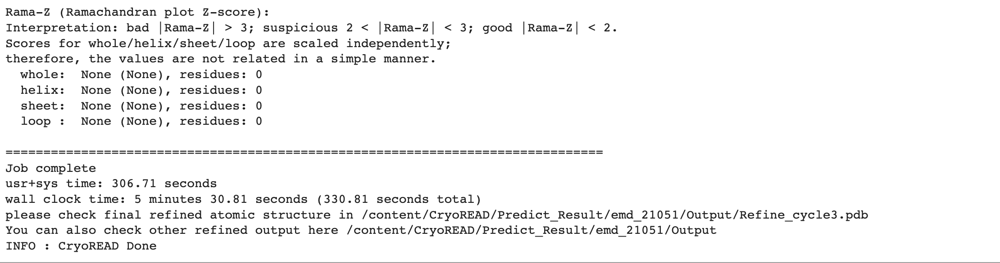 Rama-Z (Ramachandran plot Z-score):
Interpretation: bad |Rama-Z| > 3; suspicious 2 < |Rama-Z| < 3; good |Rama-Z| < 2.
Scores for whole/helix/sheet/loop are scaled independently;
therefore, the values are not related in a simple manner.
  whole:  None (None), residues: 0
  helix:  None (None), residues: 0
  sheet:  None (None), residues: 0
  loop :  None (None), residues: 0

===============================================================================
Job complete
usr+sys time: 306.71 seconds
wall clock time: 5 minutes 30.81 seconds (330.81 seconds total)
please check final refined atomic structure in /content/CryoREAD/Predict_Result/emd_21051/Output/Refine_cycle3.pdb
You can also check other refined output here /content/CryoREAD/Predict_Result/emd_21051/Output
INFO : CryoREAD Done